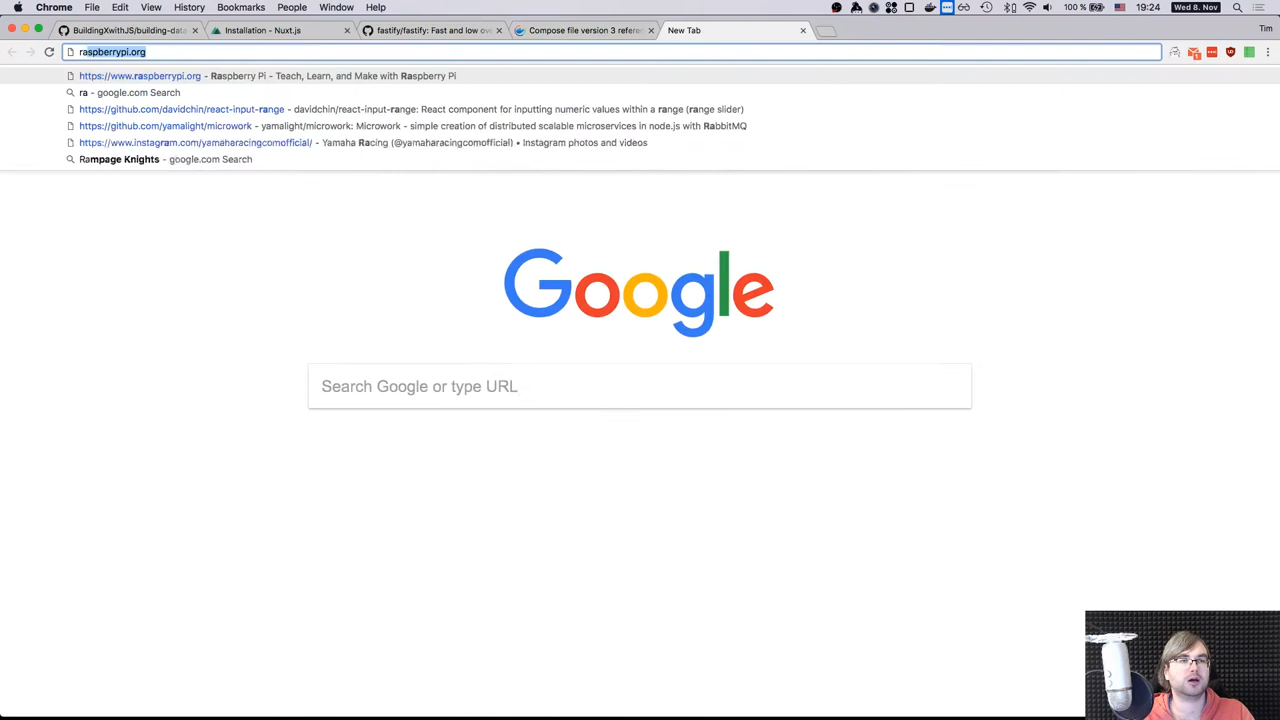 Chrome File Edit View History Bookmarks People Window Help 100 % 19:24 Wed 8. Nov
BuildingXwithJS/building-data Installation - Nuxt.js fastify/fastify: Fast and low ove Compose file version 3 refere New Tab Tim
raspberrypi.org
https://www.raspberrypi.org - Raspberry Pi - Teach, Learn, and Make with Raspberry Pi
ra - google.com Search
https://github.com/davidchin/react-input-range - davidchin/react-input-range: React component for inputting numeric values within a range (range slider)
https://github.com/yamalight/microwork - yamalight/microwork: Microwork - simple creation of distributed scalable microservices in node.js with RabbitMQ
https://www.instagram.com/yamaharacingcomofficial/ - Yamaha Racing (@yamaharacingcomofficial) • Instagram photos and videos
Rampage Knights - google.com Search
Google
Search Google or type URL